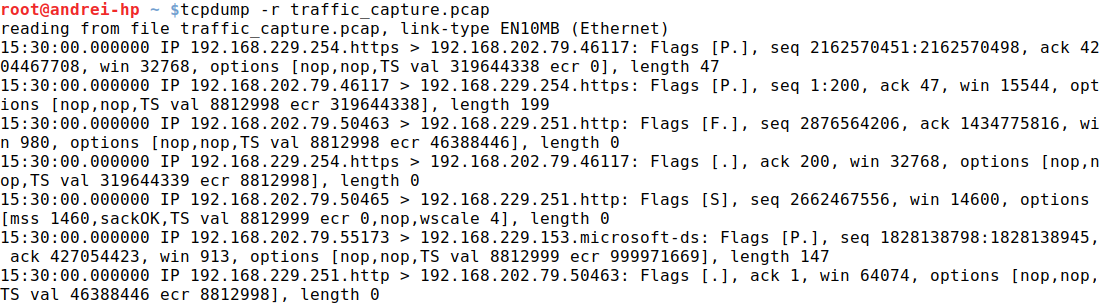 root@andrei-hp ~ $tcpdump -r traffic_capture.pcap
reading from file traffic_capture.pcap, link-type EN10MB (Ethernet)
15:30:00.000000 IP 192.168.229.254.https > 192.168.202.79.46117: Flags [P.], seq 2162570451:2162570498, ack 42
04467708, win 32768, options [nop,nop,TS val 319644338 ecr 0], length 47
15:30:00.000000 IP 192.168.202.79.46117 > 192.168.229.254.https: Flags [P.], seq 1:200, ack 47, win 15544, opt
ions [nop,nop,TS val 8812998 ecr 319644338], length 199
15:30:00.000000 IP 192.168.202.79.50463 > 192.168.229.251.http: Flags [F.], seq 2876564206, ack 1434775816, wi
n 980, options [nop,nop,TS val 8812998 ecr 46388446], length 0
15:30:00.000000 IP 192.168.229.254.https > 192.168.202.79.46117: Flags [.], ack 200, win 32768, options [nop,n
op,TS val 319644339 ecr 8812998], length 0
15:30:00.000000 IP 192.168.202.79.50465 > 192.168.229.251.http: Flags [S], seq 2662467556, win 14600, options
[mss 1460,sackOK,TS val 8812999 ecr 0,nop,wscale 4], length 0
15:30:00.000000 IP 192.168.202.79.55173 > 192.168.229.153.microsoft-ds: Flags [P.], seq 1828138798:1828138945,
 ack 427054423, win 913, options [nop,nop,TS val 8812999 ecr 999971669], length 147
15:30:00.000000 IP 192.168.229.251.http > 192.168.202.79.50463: Flags [.], ack 1, win 64074, options [nop,nop,
TS val 46388446 ecr 8812998], length 0